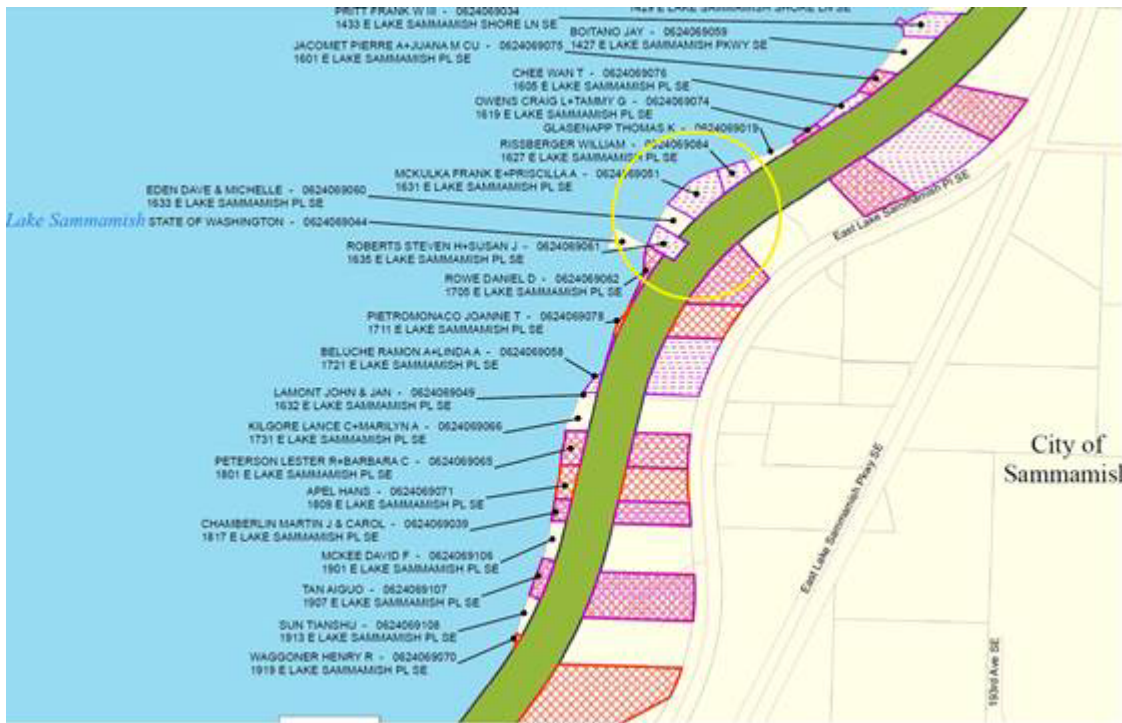 PRITT FRANK W III - 0624069034
1433 E LAKE SAMMAMISH SHORE LN SE
1429 E LAKE SAMMAMISH SHORE LN SE
BOITANO JAY - 0624069059
1427 E LAKE SAMMAMISH PKWY SE
JACOMET PIERRE A+JUANA M CU - 0624069075
1601 E LAKE SAMMAMISH PL SE
CHEE WAN T - 0624069076
1605 E LAKE SAMMAMISH PL SE
OWENS CRAIG L+TAMMY G - 0624069074
1619 E LAKE SAMMAMISH PL SE
GLASENAPP THOMAS K - 0624069019
RISSBERGER WILLIAM - 0624069084
1627 E LAKE SAMMAMISH PL SE
MCKULKA FRANK E+PRISCILLA A - 0624069051
1631 E LAKE SAMMAMISH PL SE
EDEN DAVE & MICHELLE - 0624069060
1633 E LAKE SAMMAMISH PL SE
Lake Sammamish
STATE OF WASHINGTON - 0624069044
ROBERTS STEVEN H+SUSAN J - 0624069061
1635 E LAKE SAMMAMISH PL SE
ROWE DANIEL D - 0624069062
1705 E LAKE SAMMAMISH PL SE
PIETROMONACO JOANNE T - 0624069078
1711 E LAKE SAMMAMISH PL SE
BELUCHE RAMON A+LINDA A - 0624069058
1721 E LAKE SAMMAMISH PL SE
LAMONT JOHN & JAN - 0624069049
1632 E LAKE SAMMAMISH PL SE
KILGORE LANCE C+MARILYN A - 0624069066
1731 E LAKE SAMMAMISH PL SE
PETERSON LESTER R+BARBARA C - 0624069065
1801 E LAKE SAMMAMISH PL SE
APEL HANS - 0624069071
1809 E LAKE SAMMAMISH PL SE
CHAMBERLIN MARTIN J & CAROL - 0624069039
1817 E LAKE SAMMAMISH PL SE
MCKEE DAVID F - 0624069106
1901 E LAKE SAMMAMISH PL SE
TAN AIGUO - 0624069107
1907 E LAKE SAMMAMISH PL SE
SUN TIANSHU - 0624069108
1913 E LAKE SAMMAMISH PL SE
WAGGONER HENRY R - 0624069070
1919 E LAKE SAMMAMISH PL SE
East Lake Sammamish Pl SE
East Lake Sammamish Pkwy SE
City of
Sammamish
193rd Ave SE